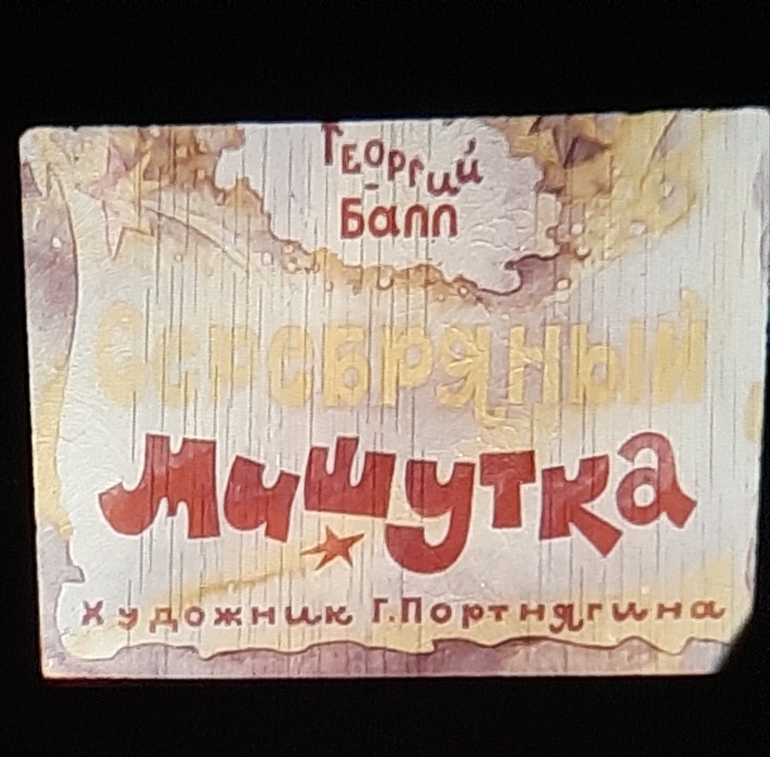 Георгий
Балл
Серебряный
Мишутка
Художник Г.Портнягина